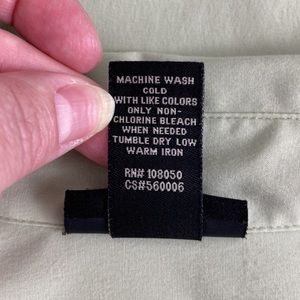 MACHINE WASH
COLD
WITH LIKE COLORS
ONLY NON-
CHLORINE BLEACH
WHEN NEEDED
TUMBLE DRY LOW
WARM IRON
RN# 108050
CS#560006